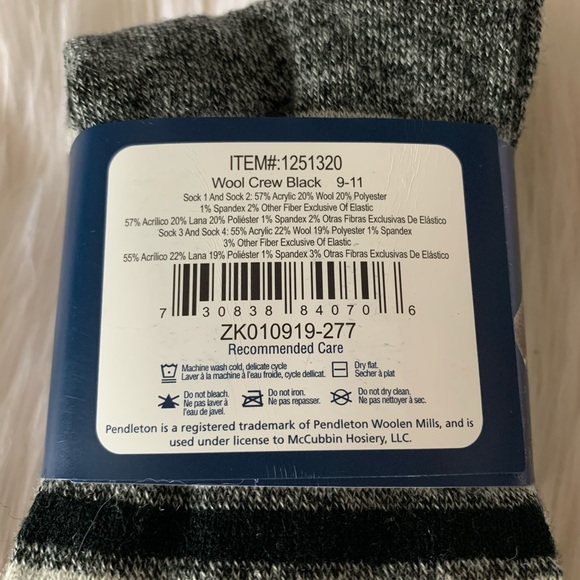 ITEM#:1251320
Wool Crew Black 9-11
Sock 1 And Sock 2: 57% Acrylic 20% Wool 20% Polyester
1% Spandex 2% Other Fiber Exclusive Of Elastic
57% Acrílico 20% Lana 20% Poliéster 1% Spandex 2% Otras Fibras Exclusivas De Elástico
Sock 3 And Sock 4: 55% Acrylic 22% Wool 19% Polyester 1% Spandex
3% Other Fiber Exclusive Of Elastic
55% Acrílico 22% Lana 19% Poliéster 1% Spandex 3% Otras Fibras Exclusivas De Elástico
7 30838 84070 6
ZK010919-277
Recommended Care
Machine wash cold, delicate cycle
Laver à la machine à l'eau froide, cycle délicat.
Dry flat.
Sécher à plat
Do not bleach.
Ne pas laver à
l'eau de javel.
Do not iron.
Ne pas repasser.
Do not dry clean.
Ne pas nettoyer à sec.
Pendleton is a registered trademark of Pendleton Woolen Mills, and is
used under license to McCubbin Hosiery, LLC.